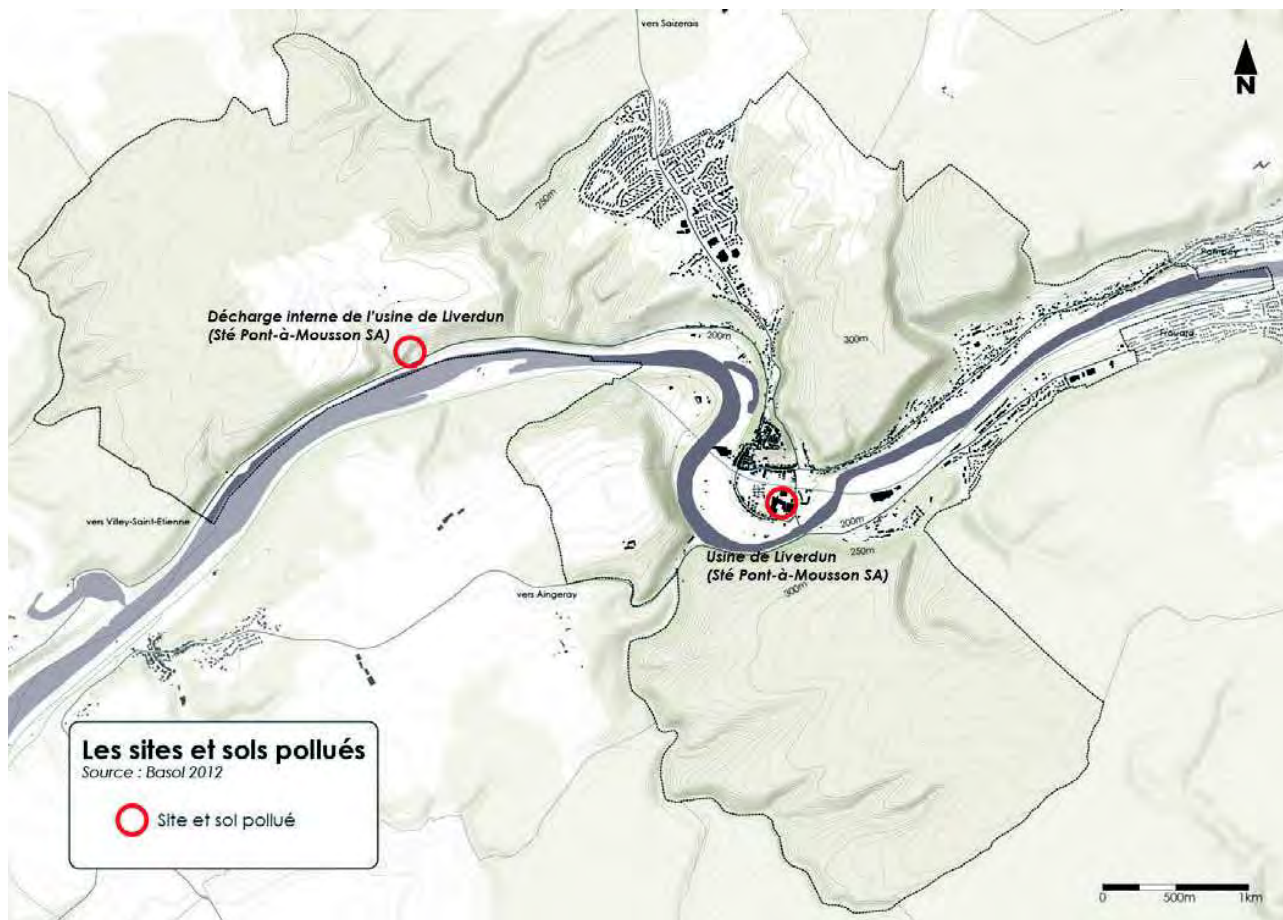 vers Saizerais
N
250m
Pompey
Frouard
Décharge interne de l'usine de Liverdun
(Sté Pont-à-Mousson SA)
200m
300m
vers Villey-Saint-Etienne
200m
250m
Usine de Liverdun
(Sté Pont-à-Mousson SA)
300m
vers Aingeray
Les sites et sols pollués
Source : Basol 2012
Site et sol pollué
0 500m 1km